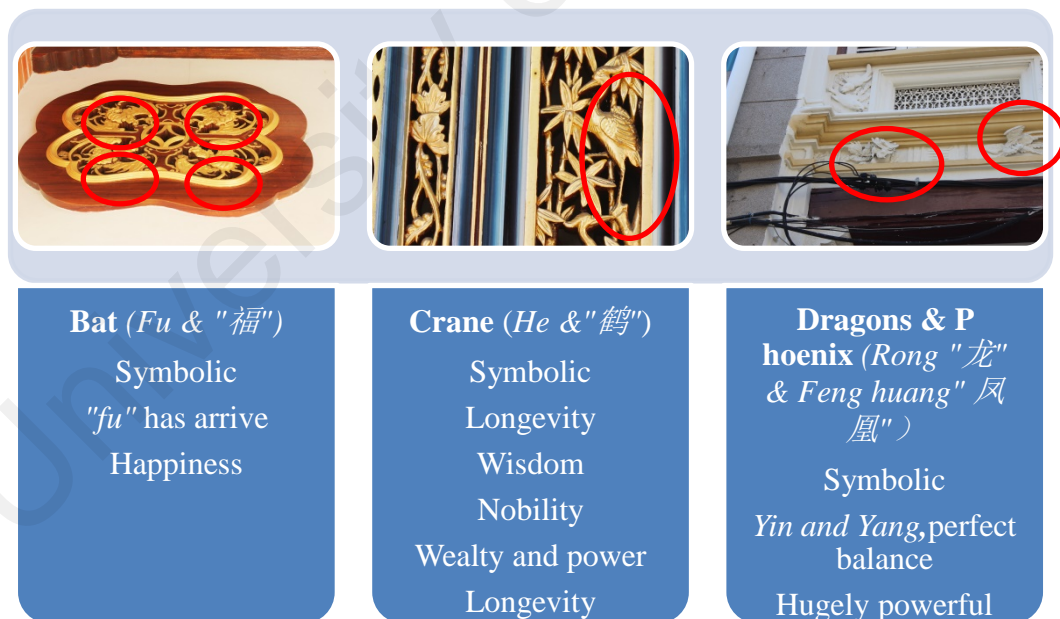 Bat (Fu & "福")
Symbolic
"fu" has arrive
Happiness
Crane (He &"鹤")
Symbolic
Longevity
Wisdom
Nobility
Wealty and power
Longevity
Dragons & P
hoenix (Rong "龙"
& Feng huang" 凤
凰" ）
Symbolic
Yin and Yang,perfect
balance
Hugely powerful